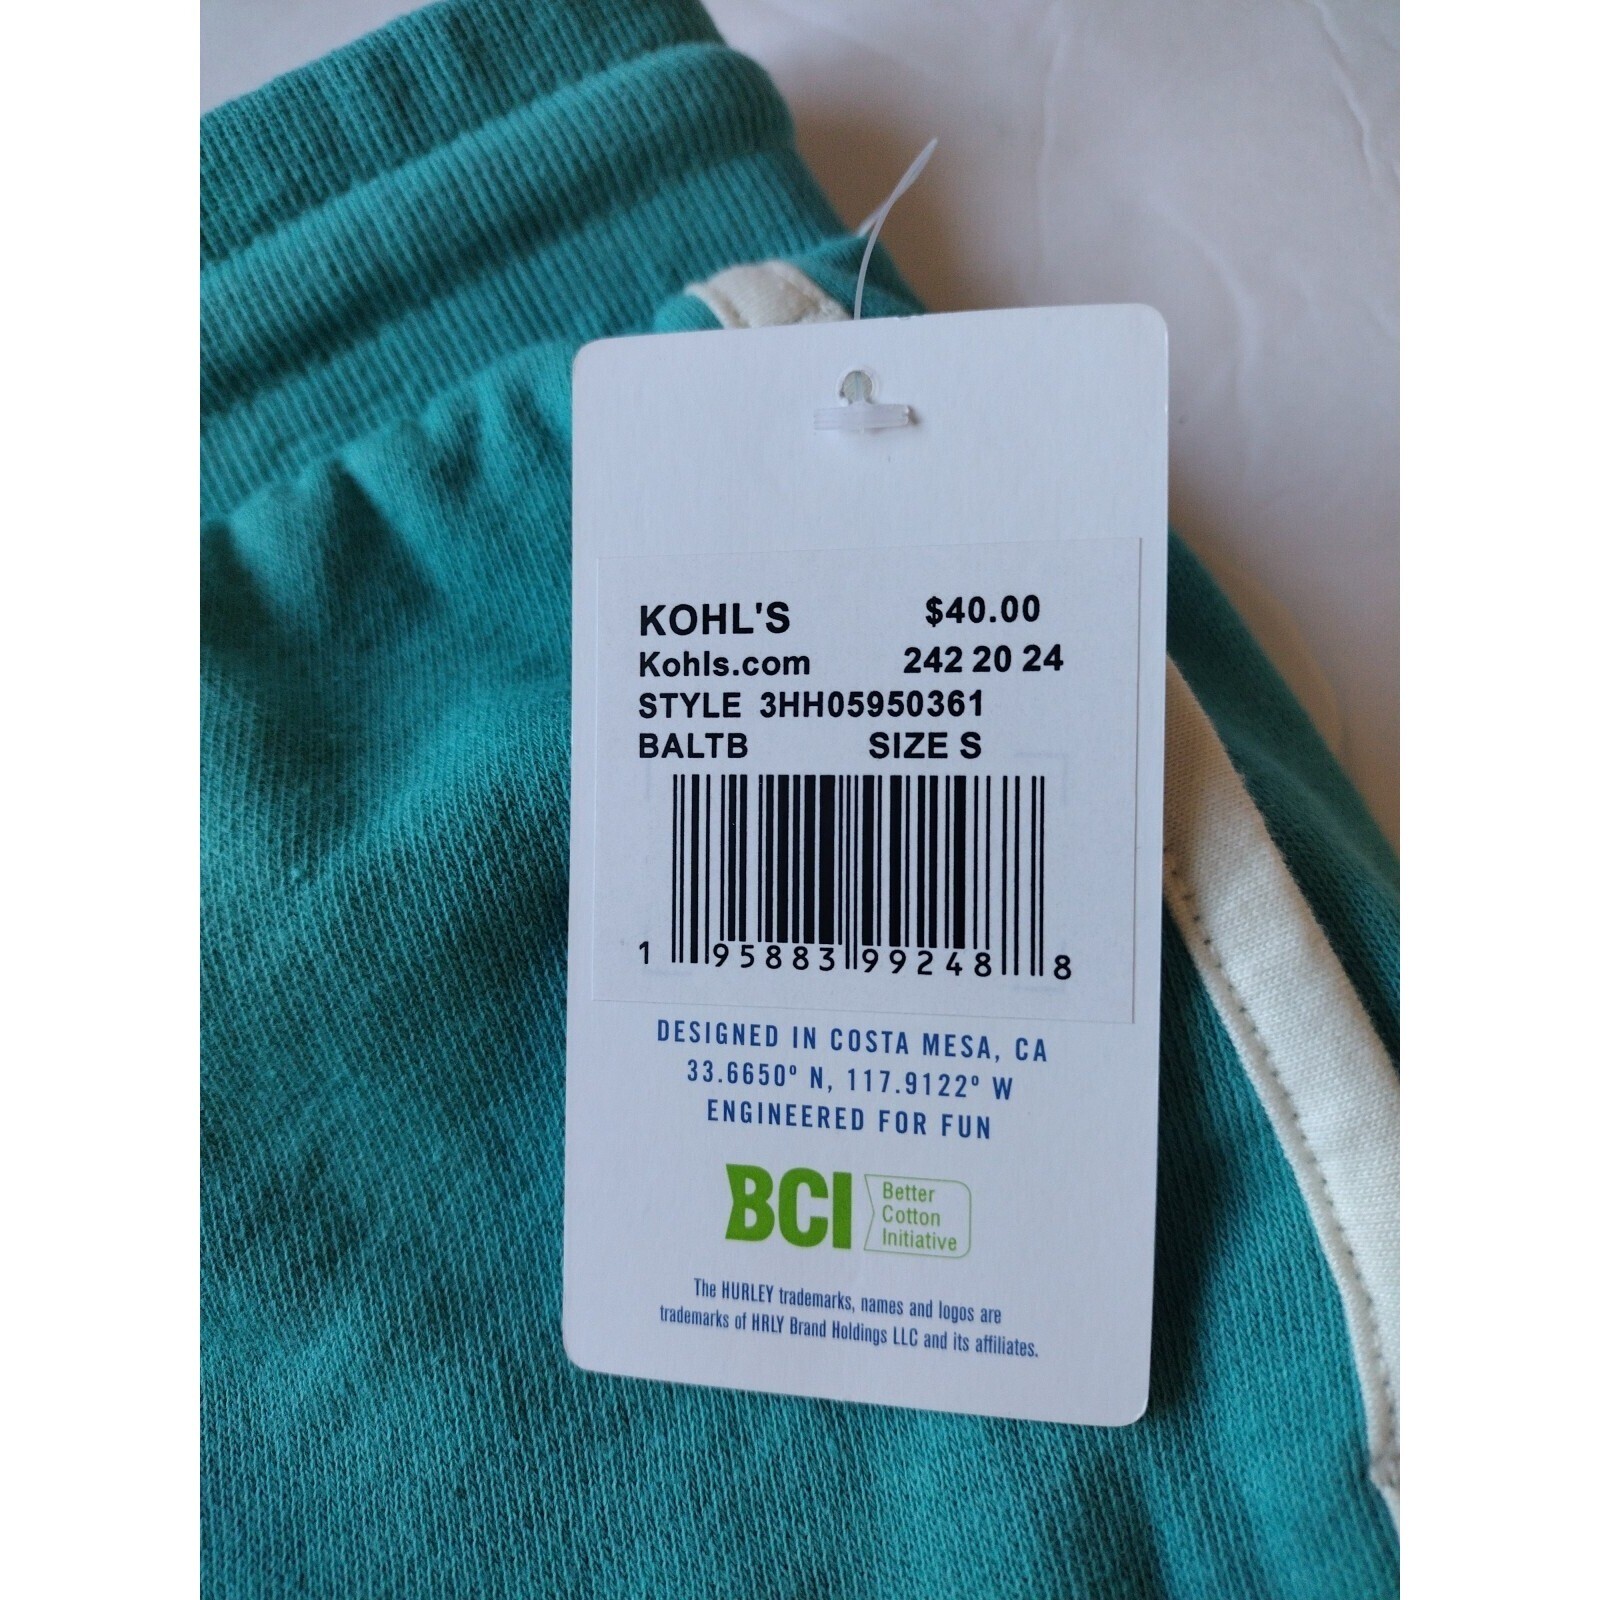 KOHL'S $40.00
Kohls.com 242 20 24
STYLE 3HH05950361
BALTB SIZE S
1 95883 99248 8
DESIGNED IN COSTA MESA, CA
33.6650º N, 117.9122º W
ENGINEERED FOR FUN
BCI
Better
Cotton
Initiative
The HURLEY trademarks, names and logos are
trademarks of HRLY Brand Holdings LLC and its affiliates.